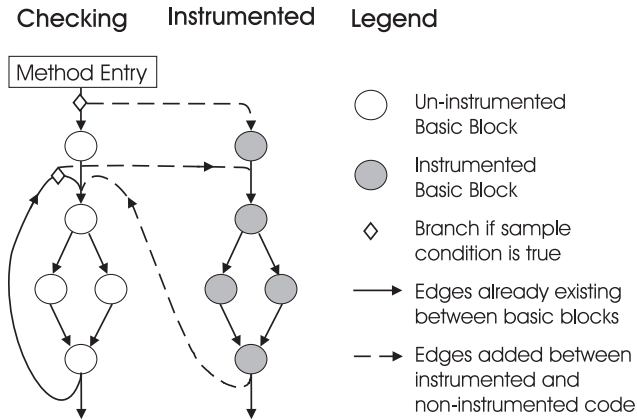 Checking
Instrumented
Legend
Method Entry
Un-instrumented
Basic Block
Instrumented
Basic Block
Branch if sample
condition is true
Edges already existing
between basic blocks
Edges added between
instrumented and
non-instrumented code